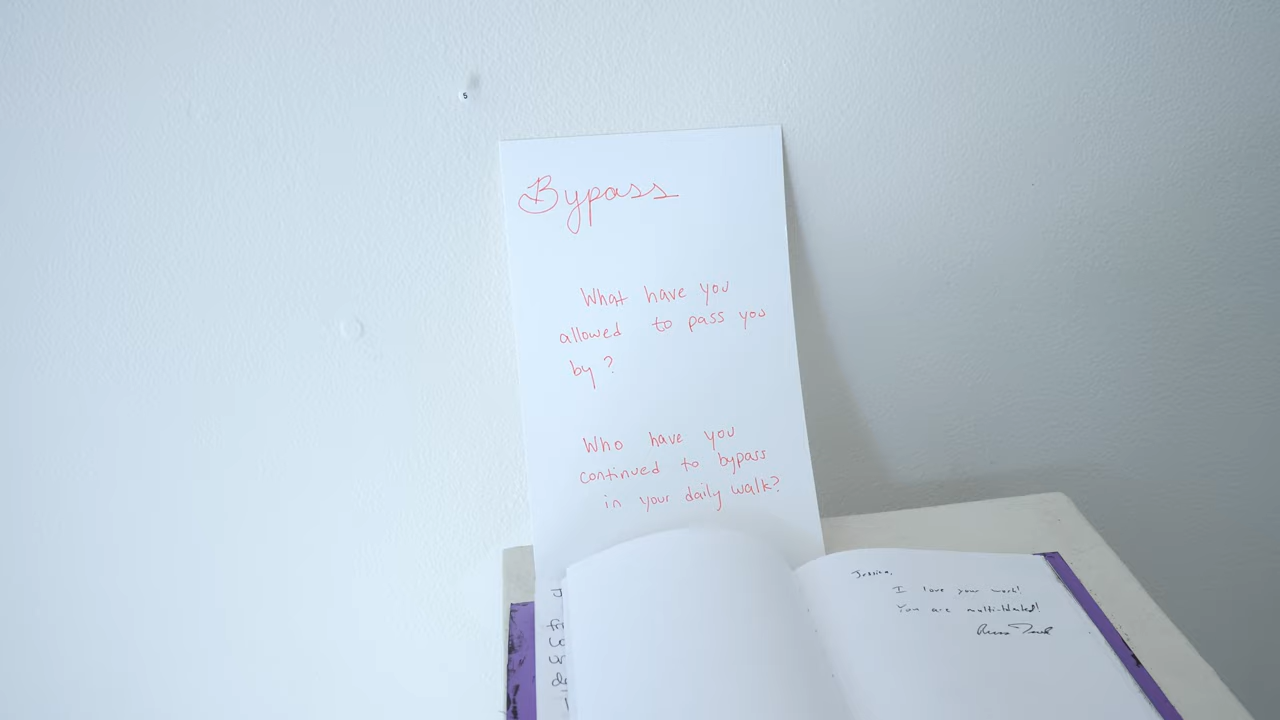 5
Bypass
What have you
allowed to pass you
by?
Who have you
continued to bypass
in your daily walk?
Jessica,
I love your work!
You are multi-talented!